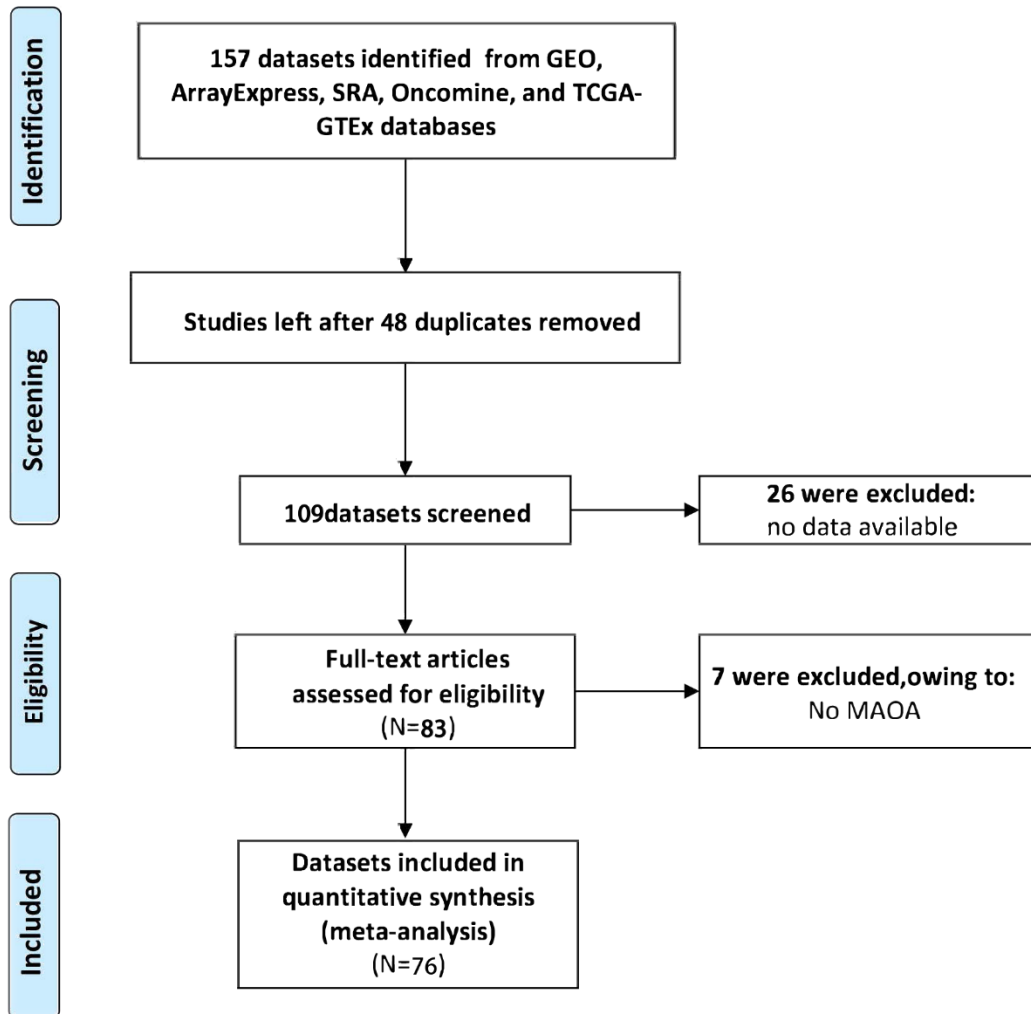 Identification
157 datasets identified from GEO,
ArrayExpress, SRA, Oncomine, and TCGA-
GTEx databases
Screening
Studies left after 48 duplicates removed
109datasets screened
26 were excluded:
no data available
Eligibility
Full-text articles
assessed for eligibility
(N=83)
7 were excluded,owing to:
No MAOA
Included
Datasets included in
quantitative synthesis
(meta-analysis)
(N=76)